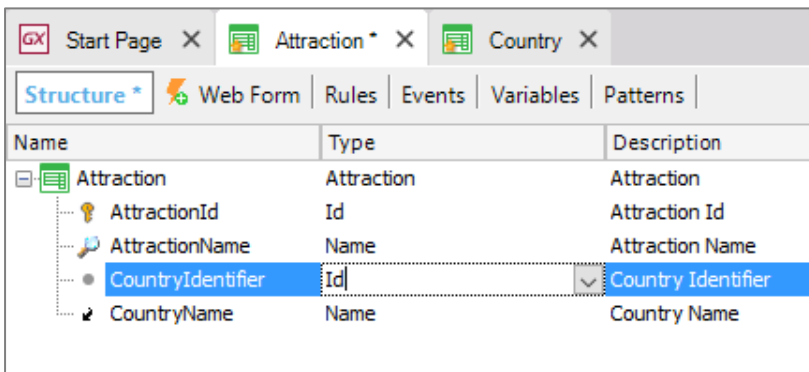 GX Start Page Attraction * Country
Structure * Web Form Rules Events Variables Patterns
Name Type Description
Attraction Attraction Attraction
AttractionId Id Attraction Id
AttractionName Name Attraction Name
CountryIdentifier Id Country Identifier
CountryName Name Country Name